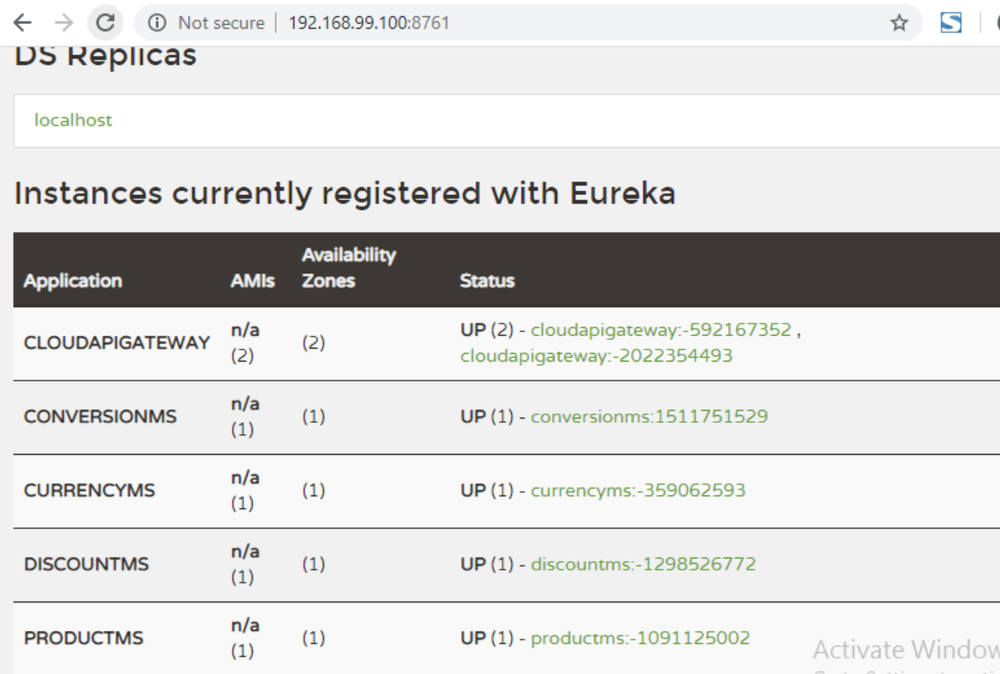 Not secure | 192.168.99.100:8761
DS Replicas
localhost
Instances currently registered with Eureka
Application AMIs Availability Zones Status
CLOUDAPIGATEWAY n/a (2) (2) UP (2) - cloudapigateway:-592167352 ,
cloudapigateway:-2022354493
CONVERSIONMS n/a (1) (1) UP (1) - conversionms:1511751529
CURRENCYMS n/a (1) (1) UP (1) - currencyms:-359062593
DISCOUNTMS n/a (1) (1) UP (1) - discountms:-1298526772
PRODUCTMS n/a (1) (1) UP (1) - productms:-1091125002
Activate Window